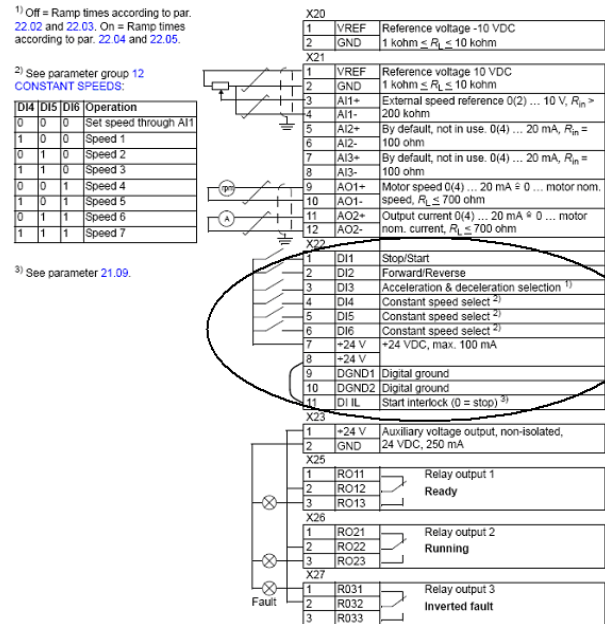 1) Off = Ramp times according to par.
22.02 and 22.03. On = Ramp times
according to par. 22.04 and 22.05.
2) See parameter group 12
CONSTANT SPEEDS:
DI4 DI5 DI6 Operation
0 0 0 Set speed through AI1
1 0 0 Speed 1
0 1 0 Speed 2
1 1 0 Speed 3
0 0 1 Speed 4
1 0 1 Speed 5
0 1 1 Speed 6
1 1 1 Speed 7
3) See parameter 21.09.
X20
1 VREF Reference voltage -10 VDC
2 GND 1 kohm ≤ RL ≤ 10 kohm
X21
1 VREF Reference voltage 10 VDC
2 GND 1 kohm ≤ RL ≤ 10 kohm
3 AI1+ External speed reference 0(2) ... 10 V, Rin >
4 AI1- 200 kohm
5 AI2+ By default, not in use. 0(4) ... 20 mA, Rin =
6 AI2- 100 ohm
7 AI3+ By default, not in use. 0(4) ... 20 mA, Rin =
8 AI3- 100 ohm
rpm
9 AO1+ Motor speed 0(4) ... 20 mA ≙ 0 ... motor nom.
10 AO1- speed, RL ≤ 700 ohm
A
11 AO2+ Output current 0(4) ... 20 mA ≙ 0 ... motor
12 AO2- nom. current, RL ≤ 700 ohm
X22
1 DI1 Stop/Start
2 DI2 Forward/Reverse
3 DI3 Acceleration & deceleration selection 1)
4 DI4 Constant speed select 2)
5 DI5 Constant speed select 2)
6 DI6 Constant speed select 2)
7 +24 V +24 VDC, max. 100 mA
8 +24 V
9 DGND1 Digital ground
10 DGND2 Digital ground
11 DI IL Start interlock (0 = stop) 3)
X23
1 +24 V Auxiliary voltage output, non-isolated,
2 GND 24 VDC, 250 mA
X25
1 RO11 Relay output 1
2 RO12 Ready
3 RO13
X26
1 RO21 Relay output 2
2 RO22 Running
3 RO23
X27
1 R031 Relay output 3
Fault
2 R032 Inverted fault
3 R033